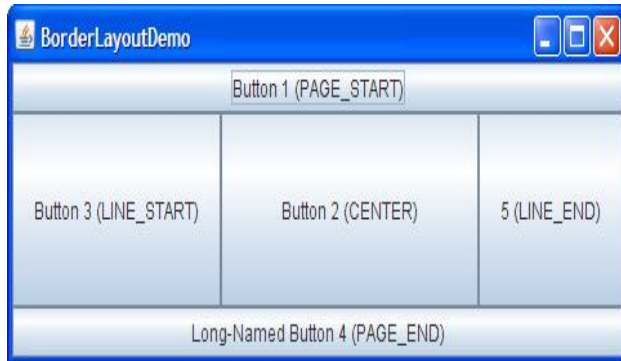 BorderLayoutDemo
Button 1 (PAGE_START)
Button 3 (LINE_START)
Button 2 (CENTER)
5 (LINE_END)
Long-Named Button 4 (PAGE_END)